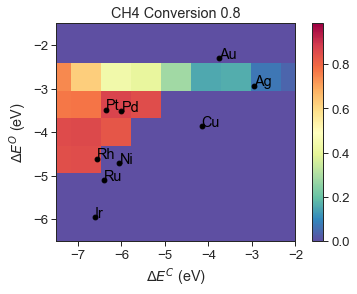 CH4 Conversion 0.8
Au
Ag
Pt
Pd
Cu
Rh
Ni
Ru
Ir
−2
−3
−4
−5
−6
ΔE^O (eV)
−7
−6
−5
−4
−3
−2
ΔE^C (eV)
0.8
0.6
0.4
0.2
0.0